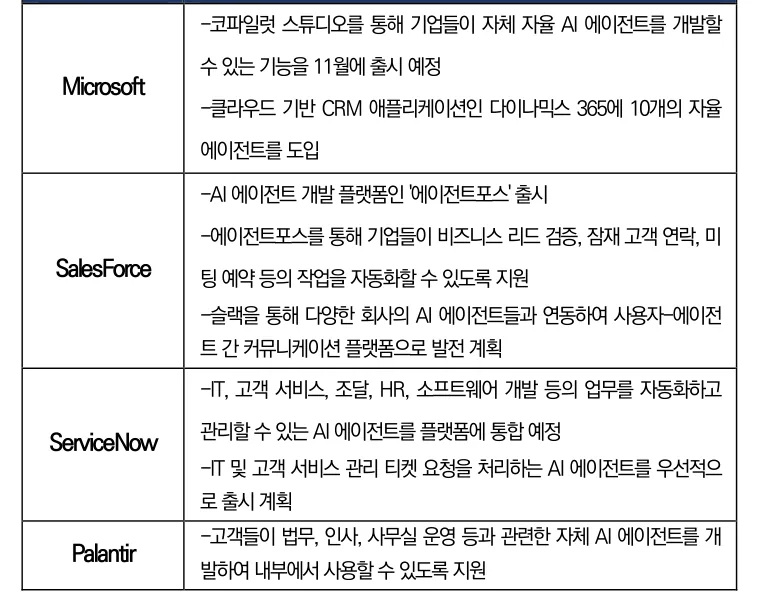 Microsoft
-코파일럿 스튜디오를 통해 기업들이 자체 자율 AI 에이전트를 개발할
수 있는 기능을 11월에 출시 예정
-클라우드 기반 CRM 애플리케이션인 다이나믹스 365에 10개의 자율
에이전트를 도입
SalesForce
-AI 에이전트 개발 플랫폼인 '에이전트포스' 출시
-에이전트포스를 통해 기업들이 비즈니스 리드 검증, 잠재 고객 연락, 미
팅 예약 등의 작업을 자동화할 수 있도록 지원
-슬랙을 통해 다양한 회사의 AI 에이전트들과 연동하여 사용자-에이전
트 간 커뮤니케이션 플랫폼으로 발전 계획
ServiceNow
-IT, 고객 서비스, 조달, HR, 소프트웨어 개발 등의 업무를 자동화하고
관리할 수 있는 AI 에이전트를 플랫폼에 통합 예정
-IT 및 고객 서비스 관리 티켓 요청을 처리하는 AI 에이전트를 우선적으
로 출시 계획
Palantir
-고객들이 법무, 인사, 사무실 운영 등과 관련한 자체 AI 에이전트를 개
발하여 내부에서 사용할 수 있도록 지원